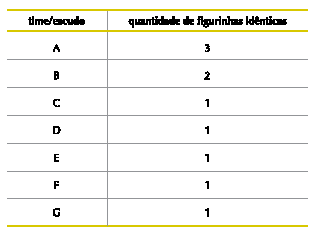 time/escudo quantidade de figurinhas idênticas
A 3
B 2
C 1
D 1
E 1
F 1
G 1